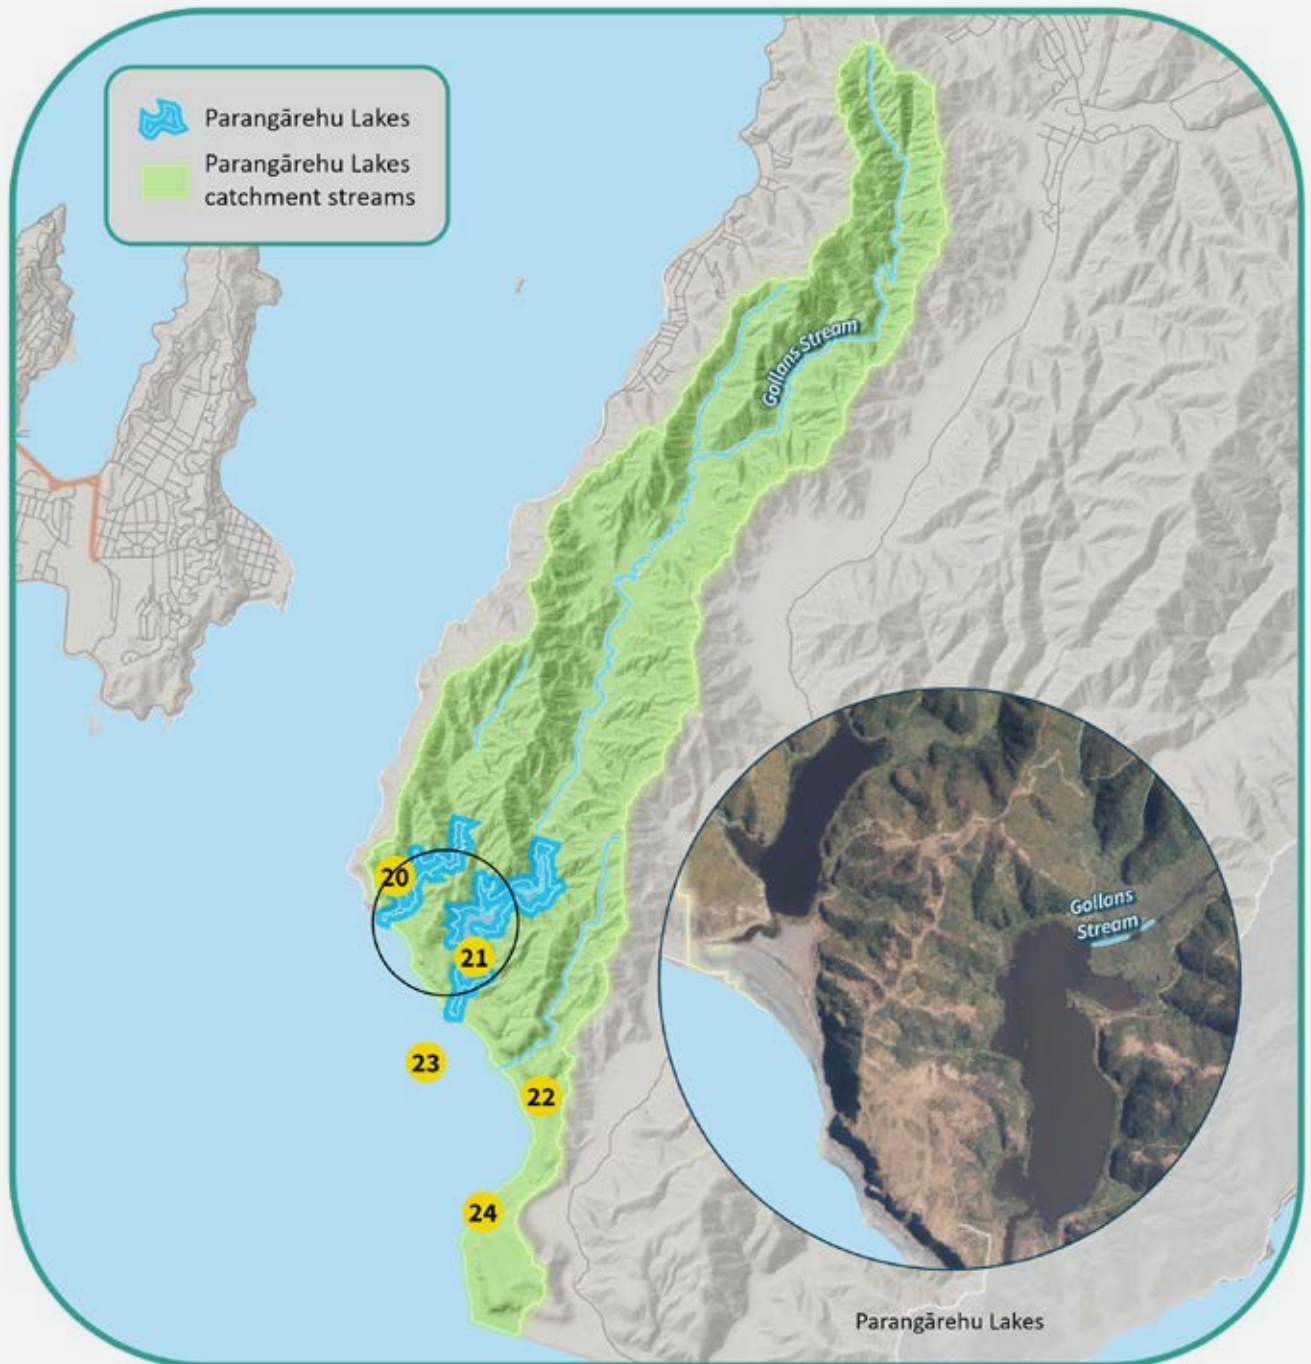 Parangārehu Lakes
Parangārehu Lakes
catchment streams
Gollans Stream
20
21
23
22
24
Gollans
Stream
Parangārehu Lakes